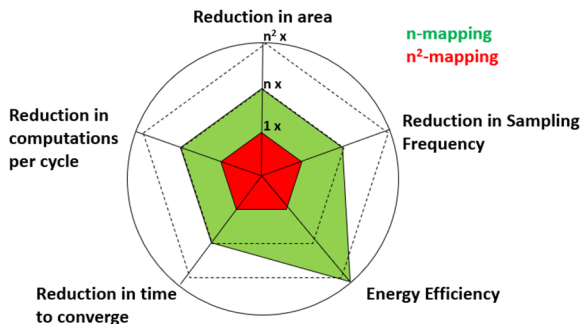 Reduction in area
n² x
n-mapping
n²-mapping
n x
1 x
Reduction in
computations
per cycle
Reduction in Sampling
Frequency
Reduction in time
to converge
Energy Efficiency